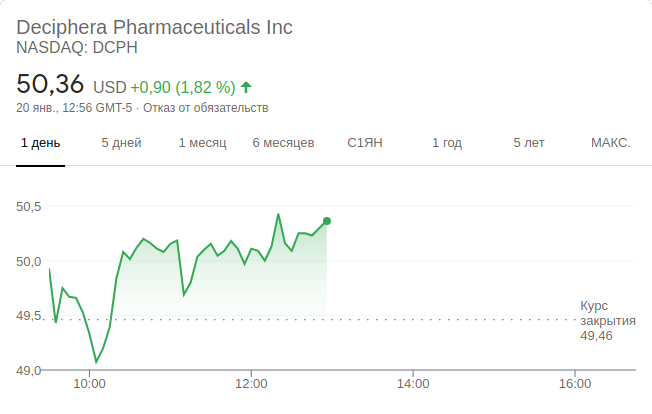 Deciphera Pharmaceuticals Inc
NASDAQ: DCPH
50,36 USD +0,90 (1,82 %)
20 янв., 12:56 GMT-5 · Отказ от обязательств
1 день 5 дней 1 месяц 6 месяцев С1ЯН 1 год 5 лет МАКС.
50,5
50,0
49,5
Курс
закрытия
49,46
49,0
10:00 12:00 14:00 16:00